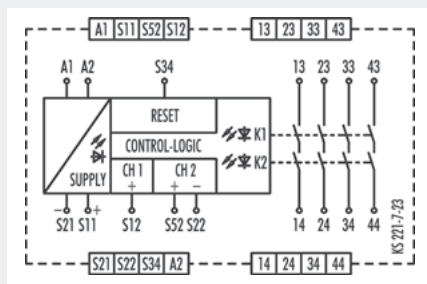 A1 S11 S52 S12 13 23 33 43
A1 A2 S34 13 23 33 43
RESET
CONTROL-LOGIC
K1
K2
SUPPLY
CH 1 CH 2
+ + −
− +
S21 S11 S12 S52 S22 14 24 34 44
KS 221-7-23
S21 S22 S34 A2 14 24 34 44